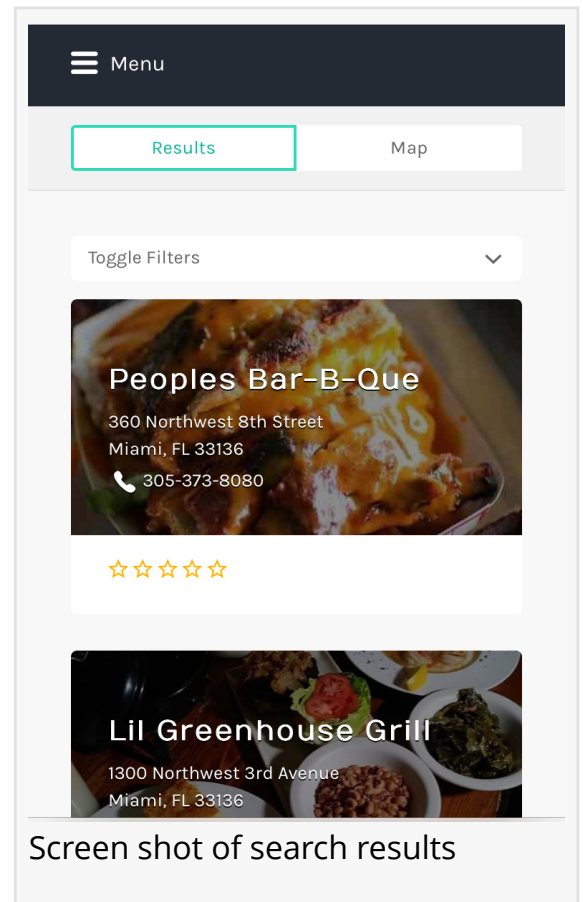 Menu
Results
Map
Toggle Filters
Peoples Bar-B-Que
360 Northwest 8th Street
Miami, FL 33136
305-373-8080
Lil Greenhouse Grill
1300 Northwest 3rd Avenue
Miami, FL 33136
Screen shot of search results